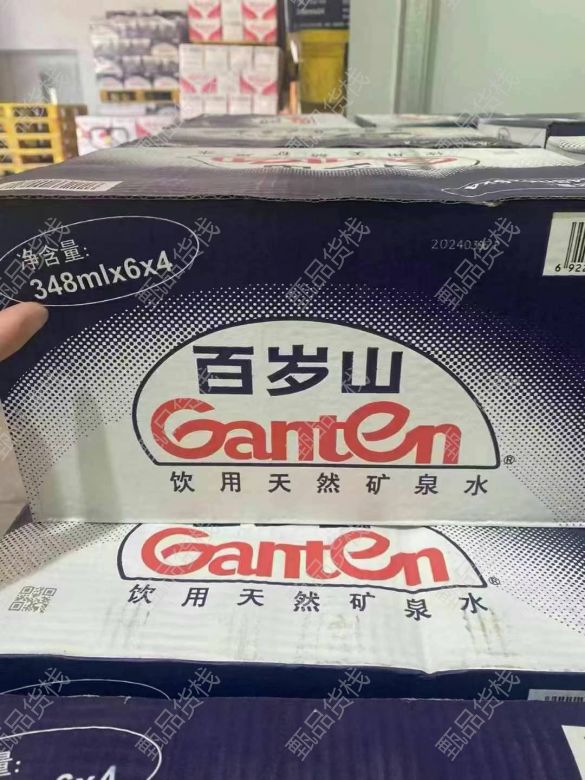 净含量:
348mlx6x4
百岁山
Ganten
®
饮用天然矿泉水
Ganten
®
饮用天然矿泉水
甄品货栈